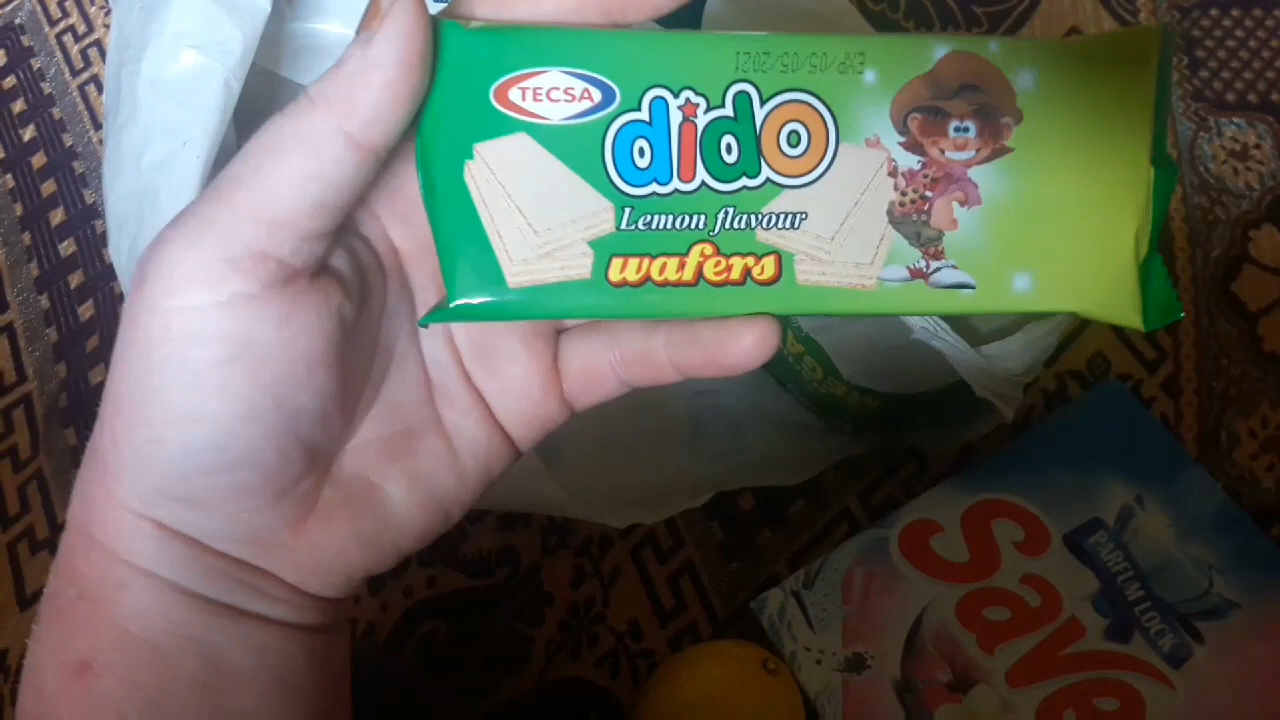 EXP/05/05/2021
TECSA
dido
Lemon flavour
wafers
PARFUM LOCK
Save